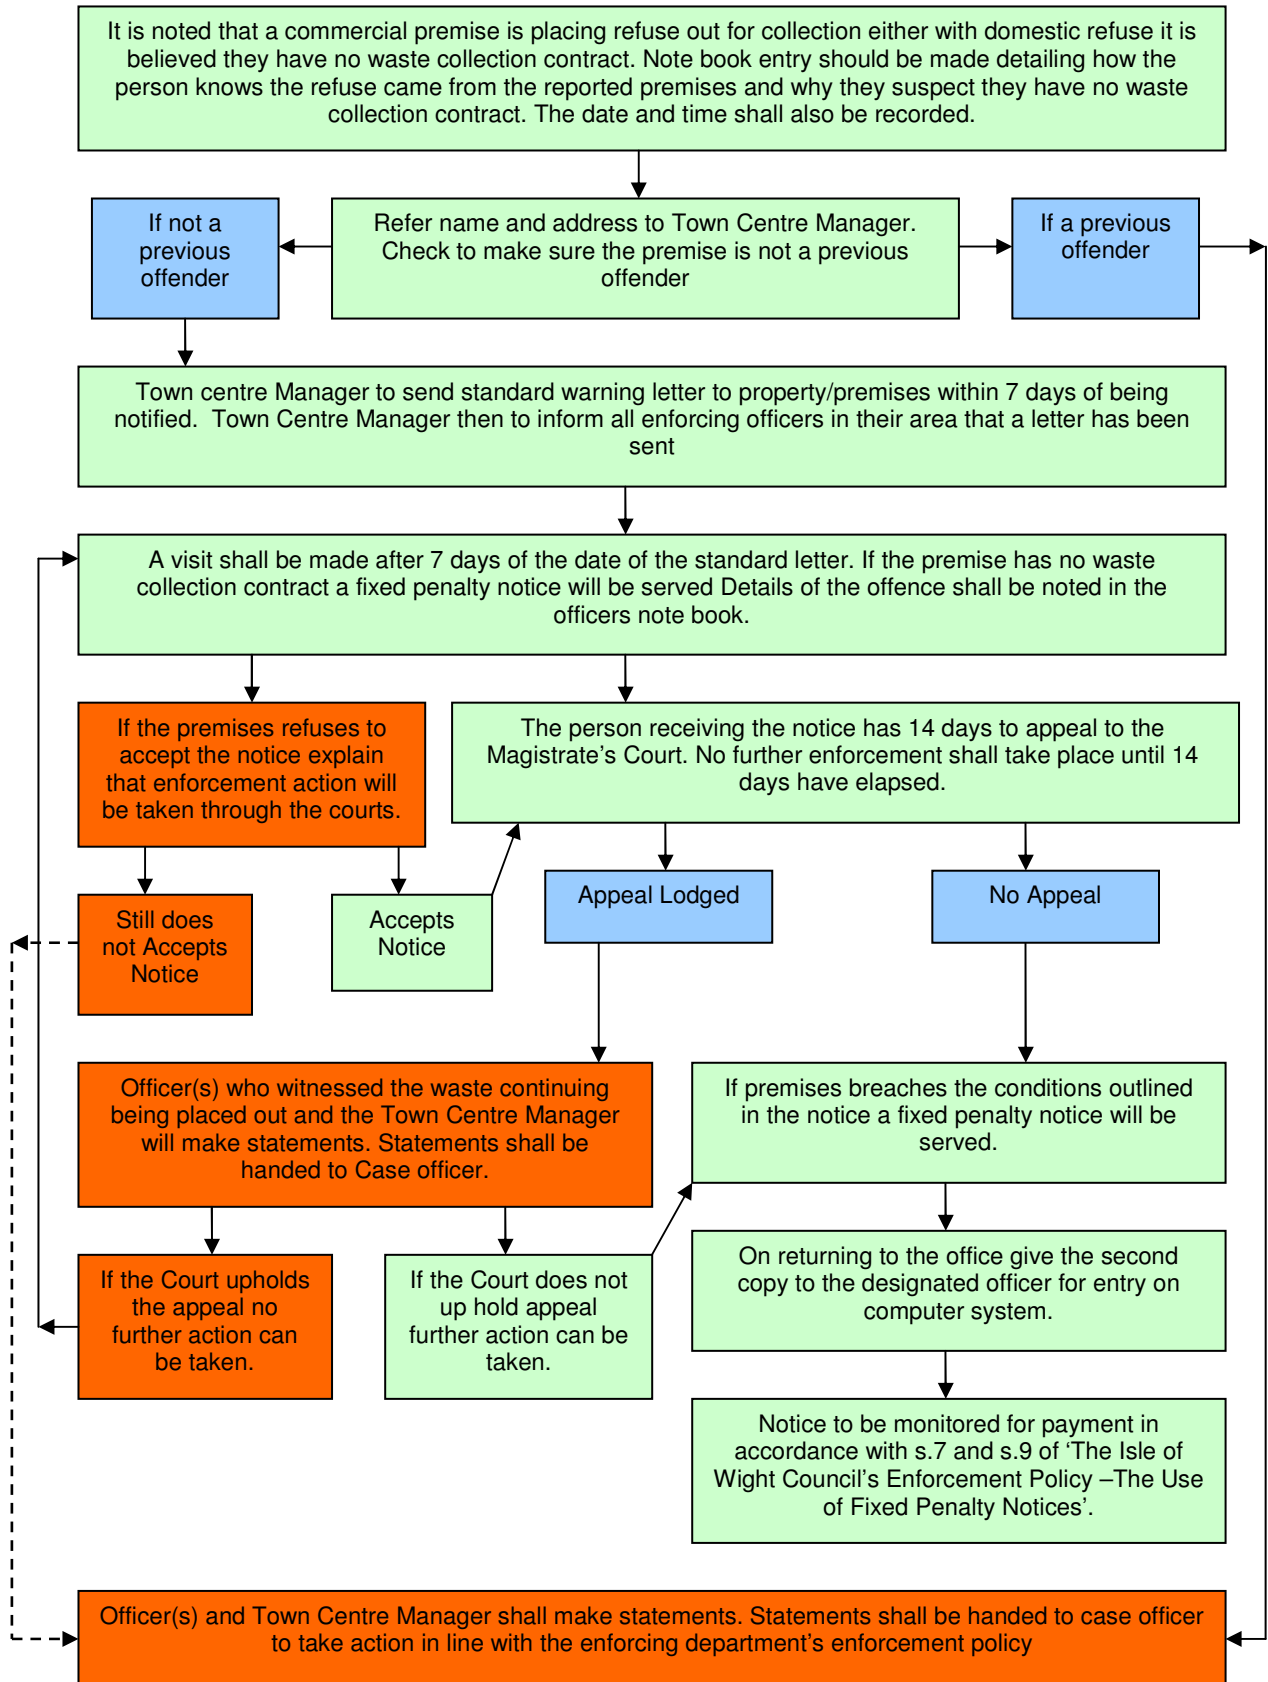 It is noted that a commercial premise is placing refuse out for collection either with domestic refuse it is
believed they have no waste collection contract. Note book entry should be made detailing how the
person knows the refuse came from the reported premises and why they suspect they have no waste
collection contract. The date and time shall also be recorded.
If not a
previous
offender
Refer name and address to Town Centre Manager.
Check to make sure the premise is not a previous
offender
If a previous
offender
Town centre Manager to send standard warning letter to property/premises within 7 days of being
notified.  Town Centre Manager then to inform all enforcing officers in their area that a letter has been
sent
A visit shall be made after 7 days of the date of the standard letter. If the premise has no waste
collection contract a fixed penalty notice will be served Details of the offence shall be noted in the
officers note book.
If the premises refuses to
accept the notice explain
that enforcement action will
be taken through the courts.
The person receiving the notice has 14 days to appeal to the
Magistrate’s Court. No further enforcement shall take place until 14
days have elapsed.
Still does
not Accepts
Notice
Accepts
Notice
Appeal Lodged
No Appeal
Officer(s) who witnessed the waste continuing
being placed out and the Town Centre Manager
will make statements. Statements shall be
handed to Case officer.
If premises breaches the conditions outlined
in the notice a fixed penalty notice will be
served.
If the Court upholds
the appeal no
further action can
be taken.
If the Court does not
up hold appeal
further action can be
taken.
On returning to the office give the second
copy to the designated officer for entry on
computer system.
Notice to be monitored for payment in
accordance with s.7 and s.9 of ‘The Isle of
Wight Council’s Enforcement Policy –The Use
of Fixed Penalty Notices’.
Officer(s) and Town Centre Manager shall make statements. Statements shall be handed to case officer
to take action in line with the enforcing department’s enforcement policy